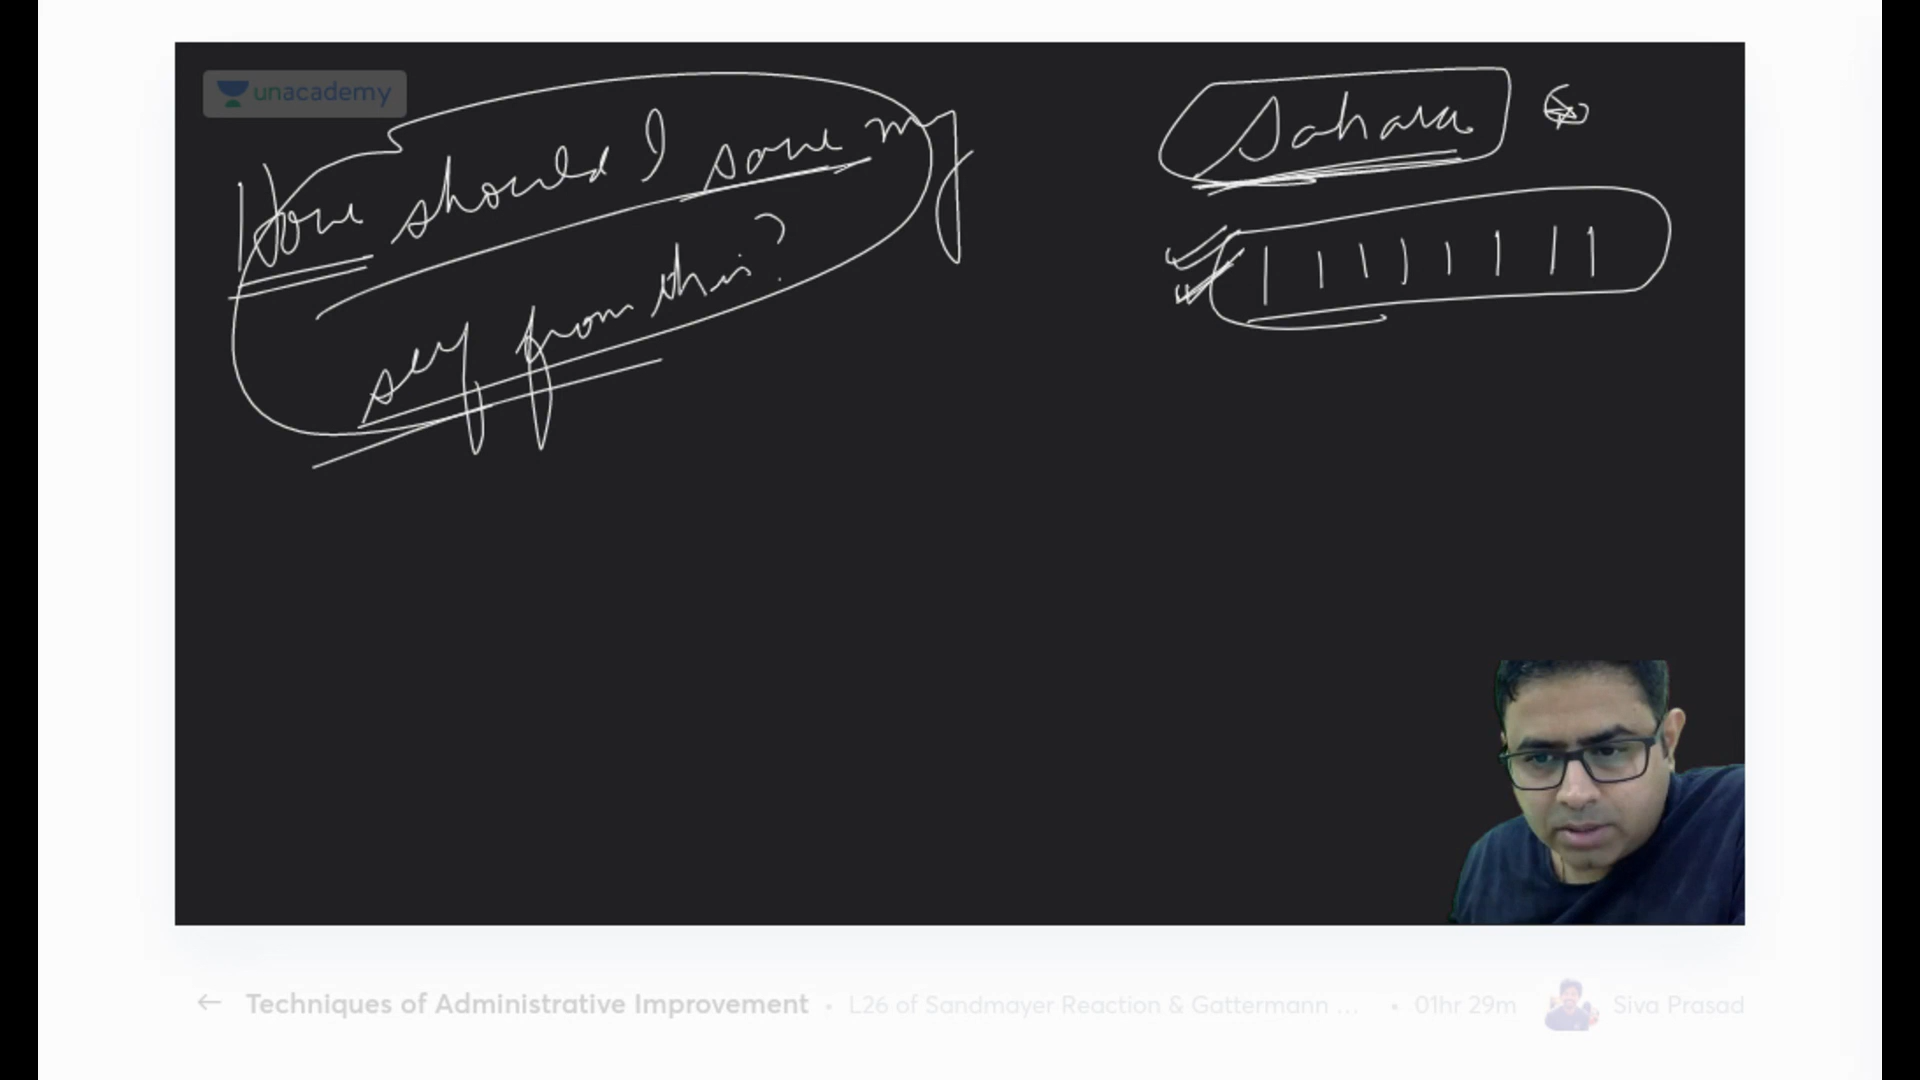 unacademy
How should I save my
self from this?
Sahara
Techniques of Administrative Improvement • L26 of Sandmayer Reaction & Gattermann ... • 01hr 29m Siva Prasad